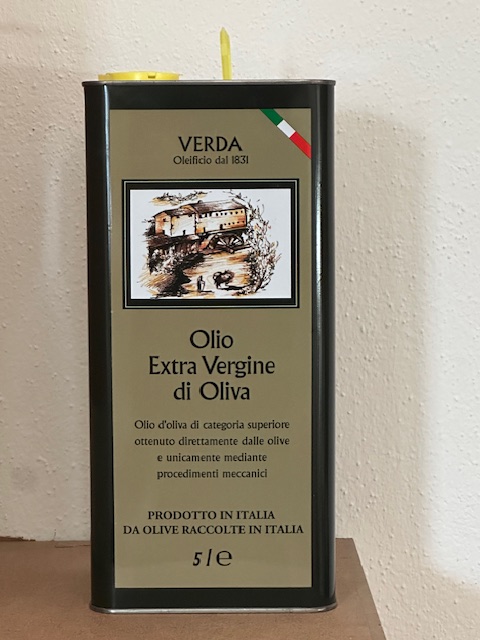 VERDA
Oleificio dal 1831
Olio
Extra Vergine
di Oliva
Olio d'oliva di categoria superiore
ottenuto direttamente dalle olive
e unicamente mediante
procedimenti meccanici
PRODOTTO IN ITALIA
DA OLIVE RACCOLTE IN ITALIA
5 l ℮